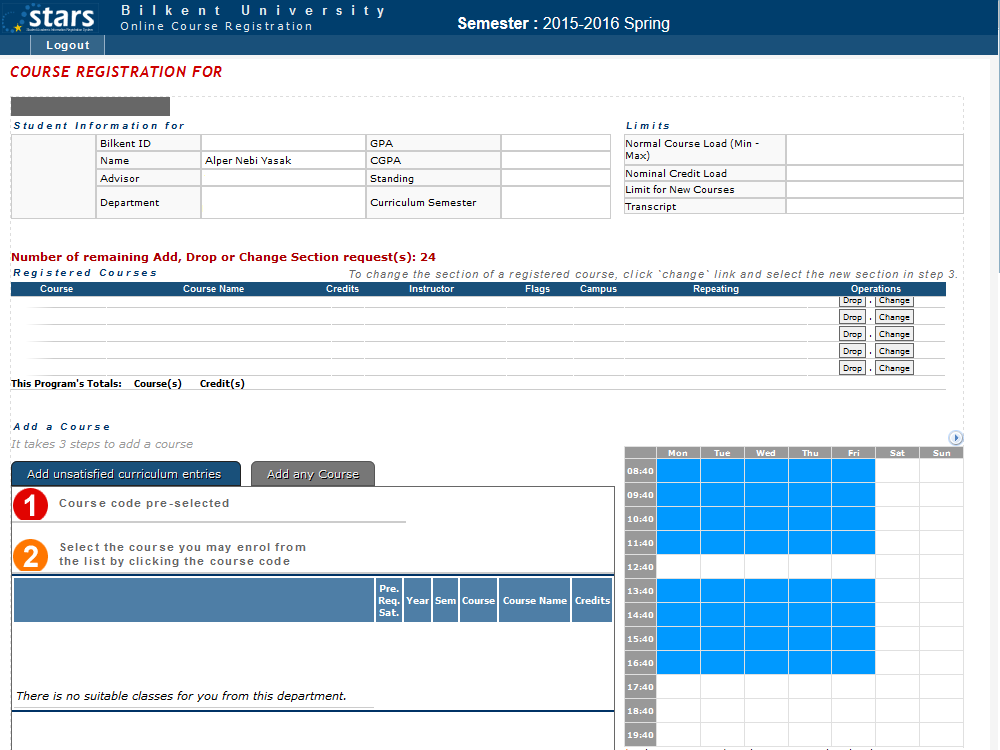 stars
Bilkent University
Online Course Registration
Semester : 2015-2016 Spring
Logout
COURSE REGISTRATION FOR
Student Information for
Bilkent ID
GPA
Name Alper Nebi Yasak CGPA
Advisor Standing
Department Curriculum Semester
Limits
Normal Course Load (Min -
Max)
Nominal Credit Load
Limit for New Courses
Transcript
Number of remaining Add, Drop or Change Section request(s): 24
Registered Courses
To change the section of a registered course, click 'change' link and select the new section in step 3.
Course Course Name Credits Instructor Flags Campus Repeating Operations
Drop , Change
Drop , Change
Drop , Change
Drop , Change
Drop , Change
This Program's Totals: Course(s) Credit(s)
Add a Course
It takes 3 steps to add a course
Add unsatisfied curriculum entries Add any Course
1 Course code pre-selected
2 Select the course you may enrol from
the list by clicking the course code
Pre.
Req.
Sat.
Year Sem Course Course Name Credits
There is no suitable classes for you from this department.
Mon Tue Wed Thu Fri Sat Sun
08:40
09:40
10:40
11:40
12:40
13:40
14:40
15:40
16:40
17:40
18:40
19:40